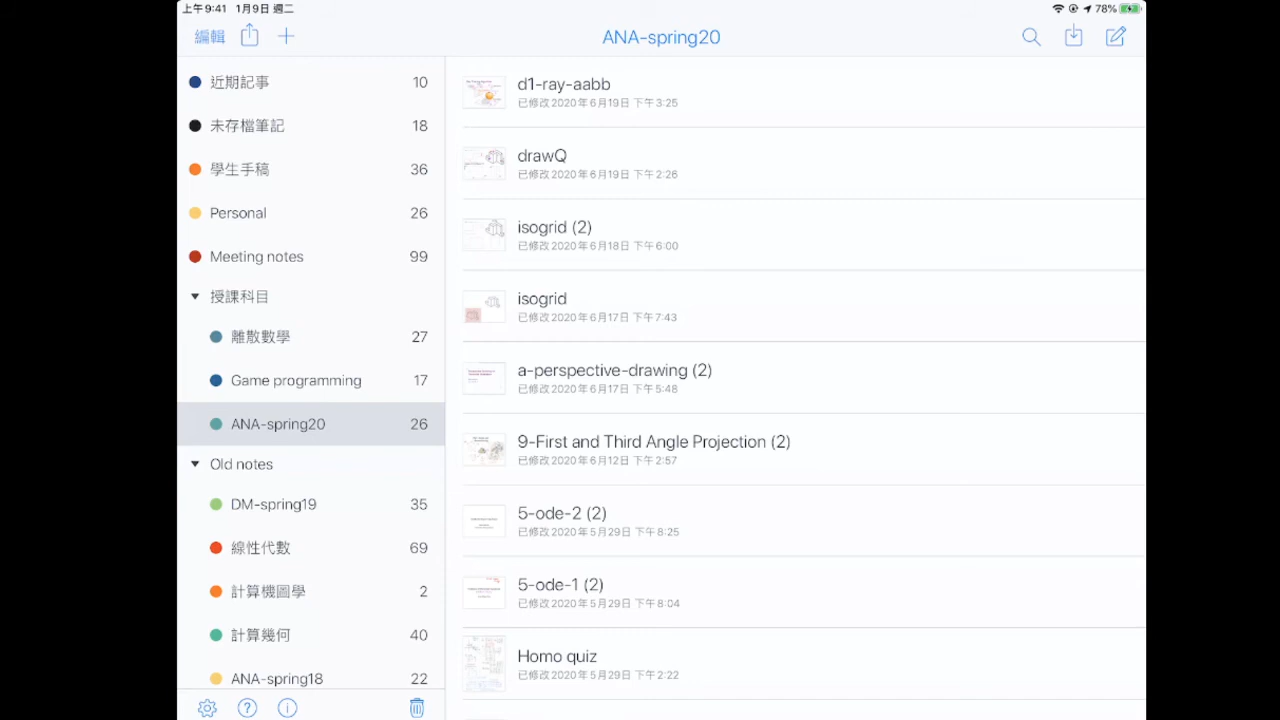 上午9:41 1月9日 週二
78%
編輯
ANA-spring20
近期記事 10
未存檔筆記 18
學生手稿 36
Personal 26
Meeting notes 99
授課科目
離散數學 27
Game programming 17
ANA-spring20 26
Old notes
DM-spring19 35
線性代數 69
計算機圖學 2
計算幾何 40
ANA-spring18 22
d1-ray-aabb
已修改 2020年6月19日 下午3:25
drawQ
已修改 2020年6月19日 下午2:26
isogrid (2)
已修改 2020年6月18日 下午6:00
isogrid
已修改 2020年6月17日 下午7:43
a-perspective-drawing (2)
已修改 2020年6月17日 下午5:48
9-First and Third Angle Projection (2)
已修改 2020年6月12日 下午2:57
5-ode-2 (2)
已修改 2020年5月29日 下午8:25
5-ode-1 (2)
已修改 2020年5月29日 下午8:04
Homo quiz
已修改 2020年5月29日 下午2:22